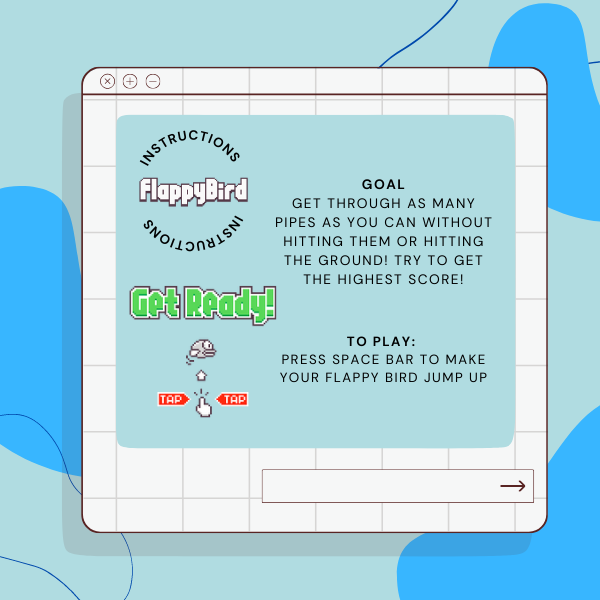 INSTRUCTIONS
FlappyBird
INSTRUCTIONS
Get Ready!
TAP TAP
GOAL
GET THROUGH AS MANY
PIPES AS YOU CAN WITHOUT
HITTING THEM OR HITTING
THE GROUND! TRY TO GET
THE HIGHEST SCORE!
TO PLAY:
PRESS SPACE BAR TO MAKE
YOUR FLAPPY BIRD JUMP UP